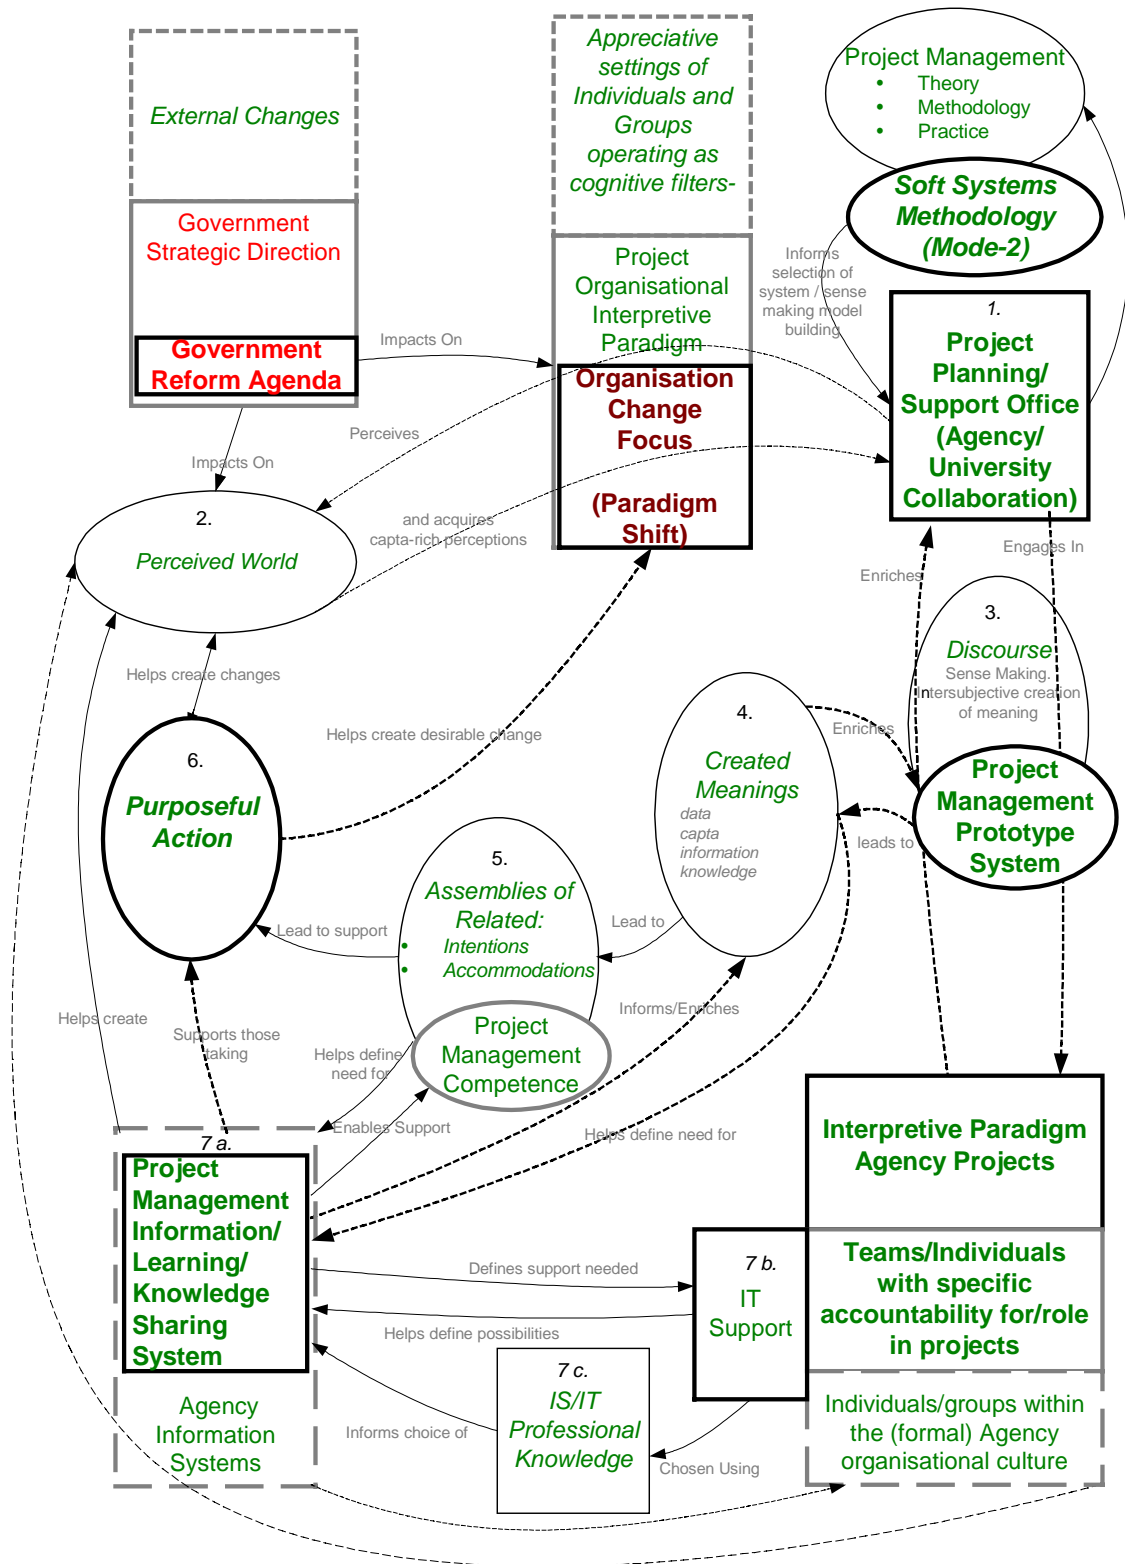 External Changes
Government
Strategic Direction
Government
Reform Agenda
Impacts On
Impacts On
Appreciative
settings of
Individuals and
Groups
operating as
cognitive filters-
Project
Organisational
Interpretive
Paradigm
Organisation
Change
Focus
(Paradigm
Shift)
Project Management
• Theory
• Methodology
• Practice
Soft Systems
Methodology
(Mode-2)
Informs
selection of
system / sense
making model
building
1.
Project
Planning/
Support Office
(Agency/
University
Collaboration)
Perceives
and acquires
capta-rich perceptions
2.
Perceived World
Engages In
Enriches
3.
Discourse
Sense Making.
Intersubjective creation
of meaning
Project
Management
Prototype
System
Helps create changes
Helps create desirable change
4.
Created
Meanings
data
capta
information
knowledge
Enriches
leads to
6.
Purposeful
Action
5.
Assemblies of
Related:
• Intentions
• Accommodations
Project
Management
Competence
Lead to support
Lead to
Informs/Enriches
Helps create
Supports those
taking
Helps define
need for
Enables Support
Helps define need for
7 a.
Project
Management
Information/
Learning/
Knowledge
Sharing
System
Agency
Information
Systems
Defines support needed
Helps define possibilities
Informs choice of
7 b.
IT
Support
7 c.
IS/IT
Professional
Knowledge
Chosen Using
Interpretive Paradigm
Agency Projects
Teams/Individuals
with specific
accountability for/role
in projects
Individuals/groups within
the (formal) Agency
organisational culture